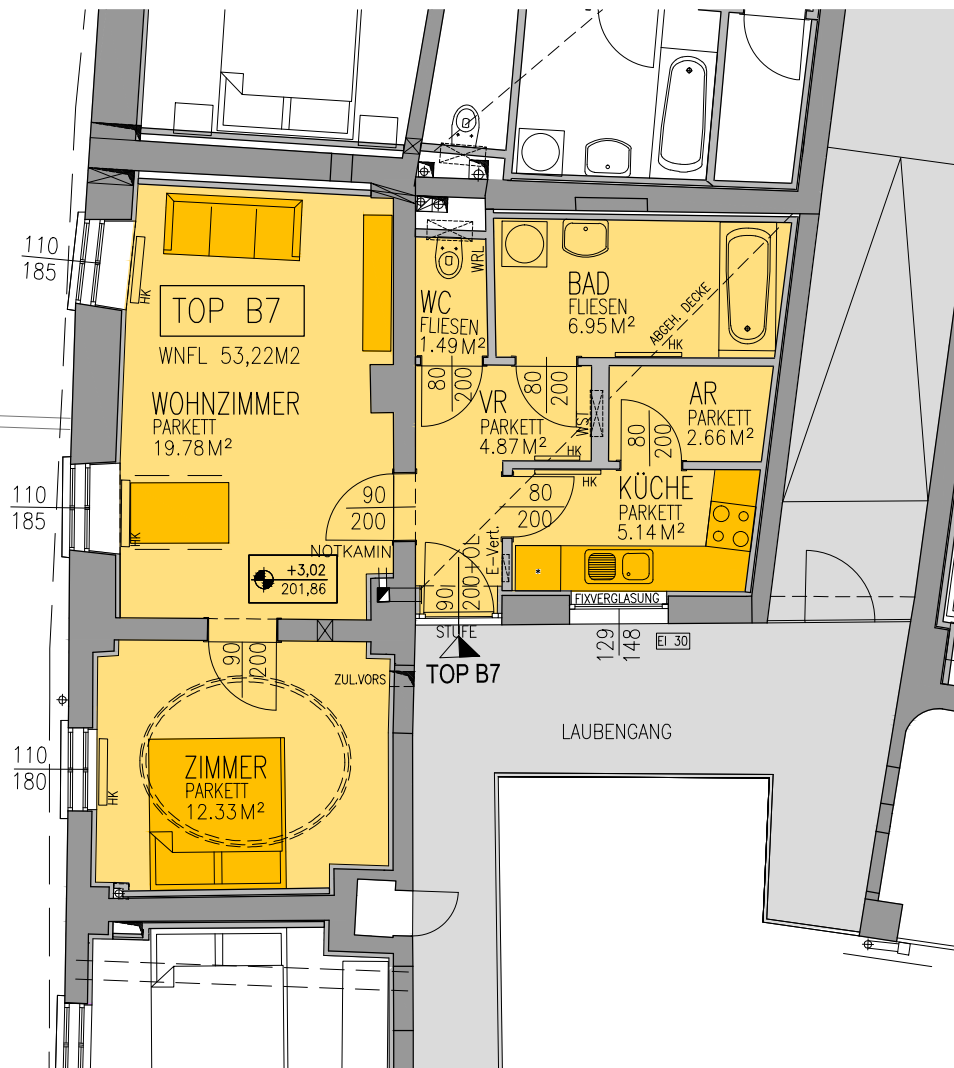 110
185
TOP B7
WNFL 53,22M2
WOHNZIMMER
PARKETT
19.78 M²
HK
WC
FLIESEN
1.49 M²
WRL
BAD
FLIESEN
6.95 M²
ABGEH. DECKE
HK
80
200
80
200
VR
PARKETT
4.87 M²
WST
HK
AR
PARKETT
2.66 M²
80
200
110
185
HK
90
200
NOTKAMIN
+3,02
201,86
80
200
HK
KÜCHE
PARKETT
5.14 M²
E-Vert.
90
200+OL
FIXVERGLASUNG
129
148
EI 30
STUFE
TOP B7
90
200
ZUL.VORS
LAUBENGANG
110
180
HK
ZIMMER
PARKETT
12.33 M²